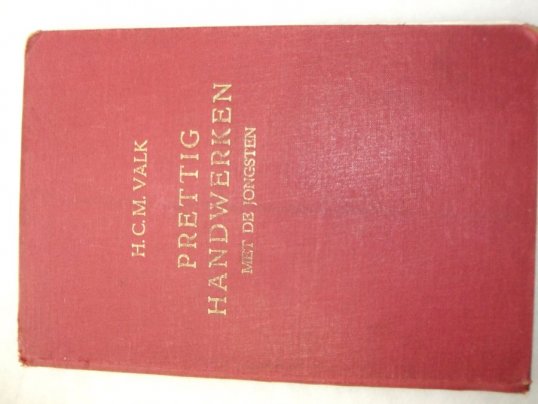 H. C. M. VALK
PRETTIG
HANDWERKEN
MET DE JONGSTEN